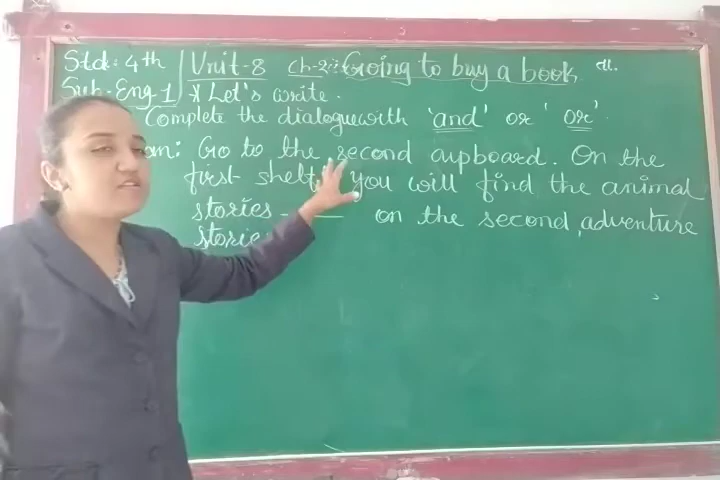 Std: 4th Unit-8 Ch-2: Going to buy a book dt.
Sub-Eng-1 * Let's write.
Complete the dialogue with 'and' or 'or'.
Go to the second cupboard. On the
first shelf, you will find the animal
stories ___ on the second, adventure